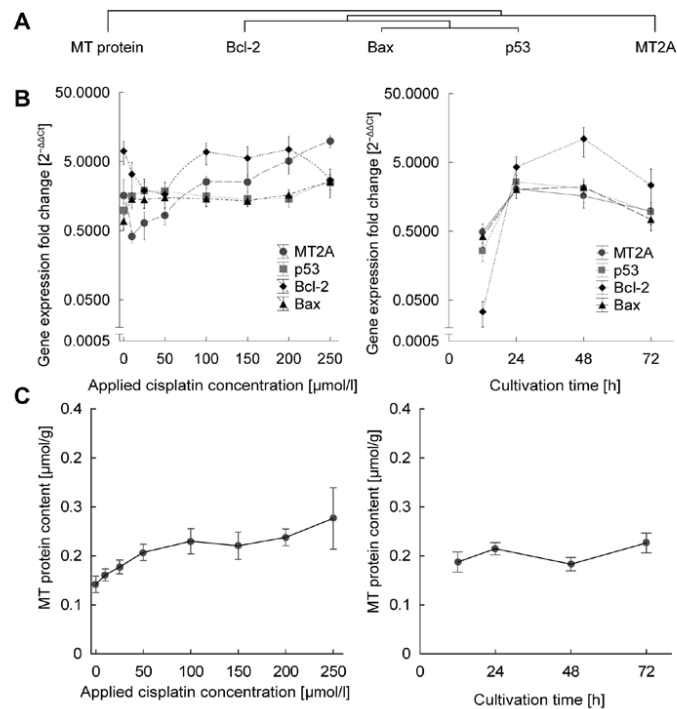 A
MT protein Bcl-2 Bax p53 MT2A
B
Gene expression fold change [2⁻ΔΔCt]
50.0000
5.0000
0.5000
0.0500
0.0005
MT2A
p53
Bcl-2
Bax
0 50 100 150 200 250
Applied cisplatin concentration [μmol/l]
Gene expression fold change [2⁻ΔΔCt]
50.0000
5.0000
0.5000
0.0500
0.0005
MT2A
p53
Bcl-2
Bax
0 24 48 72
Cultivation time [h]
C
MT protein content [μmol/g]
0.4
0.2
0.3
0.2
0.1
0
0 50 100 150 200 250
Applied cisplatin concentration [μmol/l]
MT protein content [μmol/g]
0.4
0.2
0.3
0.2
0.1
0
0 24 48 72
Cultivation time [h]